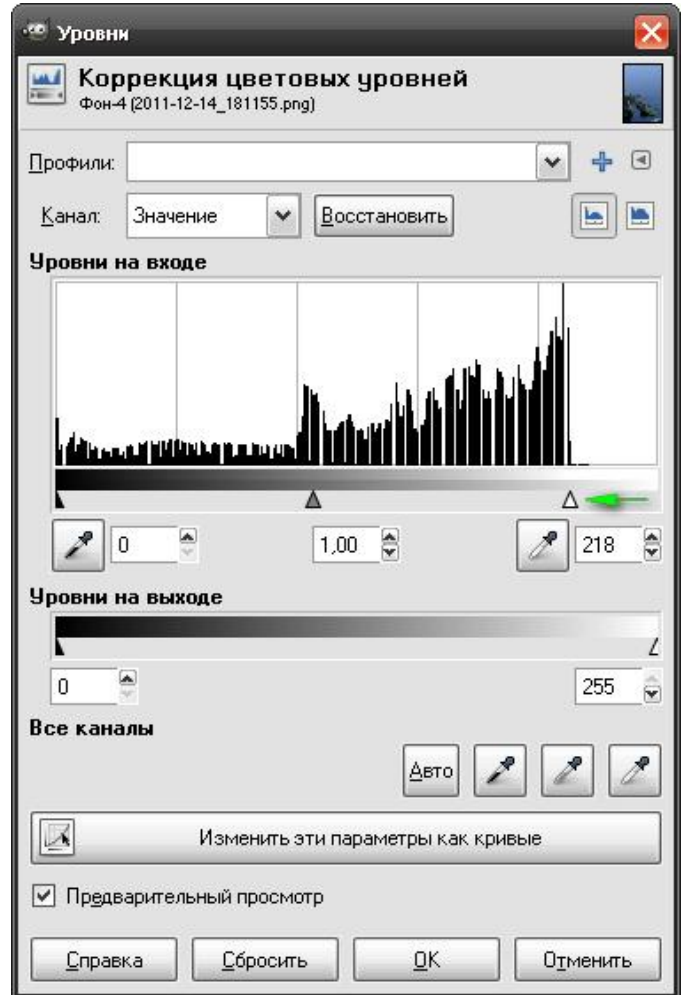 Уровни
Коррекция цветовых уровней
Фон-4 (2011-12-14_181155.png)
Профили:
Канал: Значение Восстановить
Уровни на входе
0 1,00 218
Уровни на выходе
0 255
Все каналы
Авто
Изменить эти параметры как кривые
Предварительный просмотр
Справка Сбросить OK Отменить